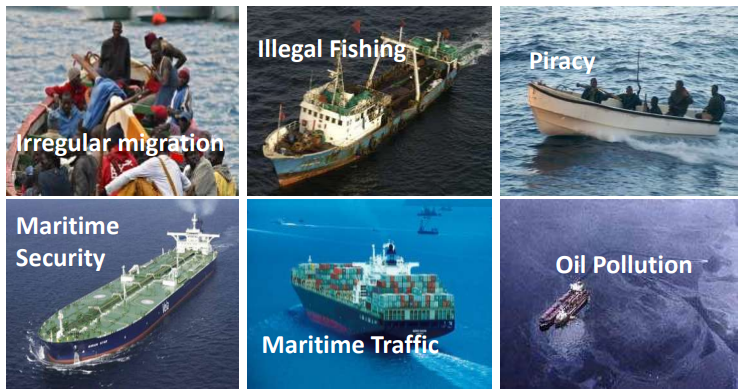 Irregular migration
Illegal Fishing
Piracy
Maritime
Security
Maritime Traffic
Oil Pollution